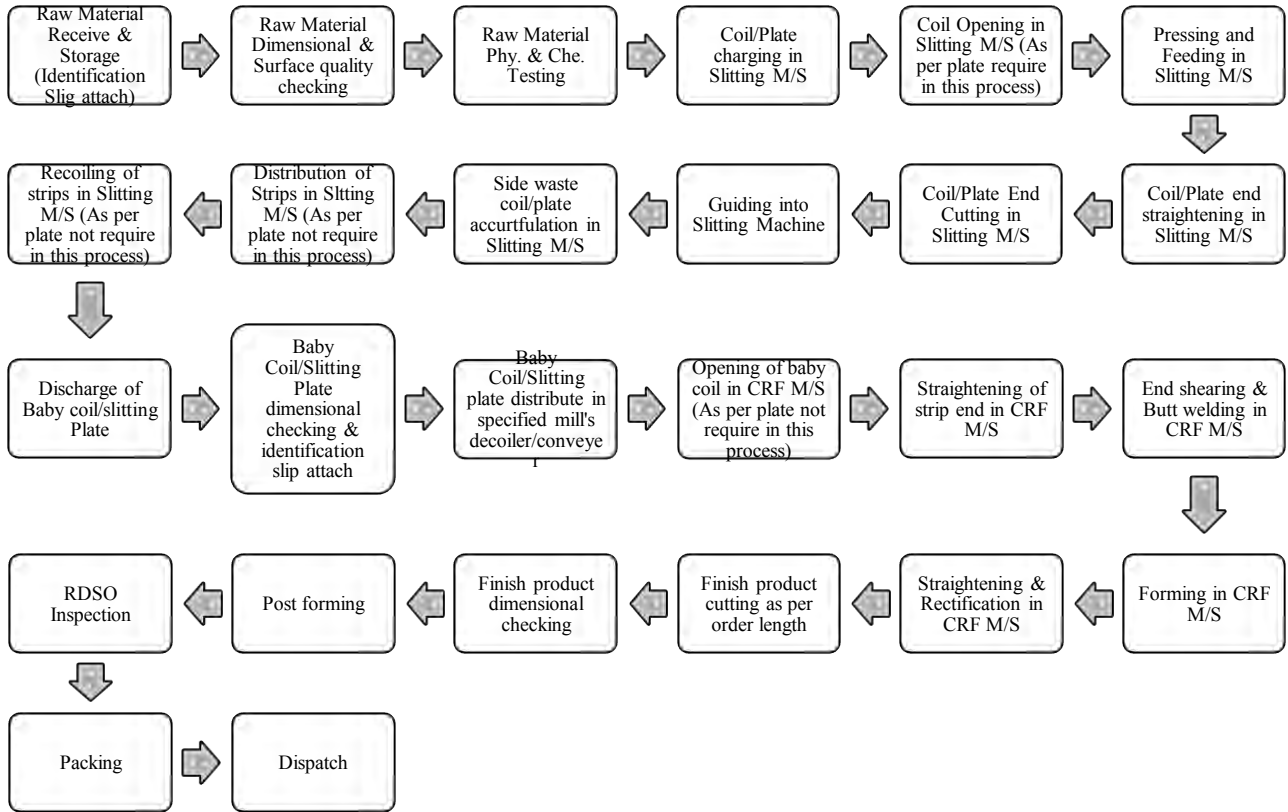 Raw Material
Receive &
Storage
(Identification
Slig attach)
Raw Material
Dimensional &
Surface quality
checking
Raw Material
Phy. & Che.
Testing
Coil/Plate
charging in
Slitting M/S
Coil Opening in
Slitting M/S (As
per plate require
in this process)
Pressing and
Feeding in
Slitting M/S
Coil/Plate end
straightening in
Slitting M/S
Coil/Plate End
Cutting in
Slitting M/S
Guiding into
Slitting Machine
Side waste
coil/plate
accurtfulation in
Slitting M/S
Distribution of
Strips in SItting
M/S (As per
plate not require
in this process)
Recoiling of
strips in Slitting
M/S (As per
plate not require
in this process)
Discharge of
Baby coil/slitting
Plate
Baby
Coil/Slitting
Plate
dimensional
checking &
identification
slip attach
Baby
Coil/Slitting
plate distribute in
specified mill's
decoiler/conveye
r
Opening of baby
coil in CRF M/S
(As per plate not
require in this
process)
Straightening of
strip end in CRF
M/S
End shearing &
Butt welding in
CRF M/S
Forming in CRF
M/S
Straightening &
Rectification in
CRF M/S
Finish product
cutting as per
order length
Finish product
dimensional
checking
Post forming
RDSO
Inspection
Packing
Dispatch